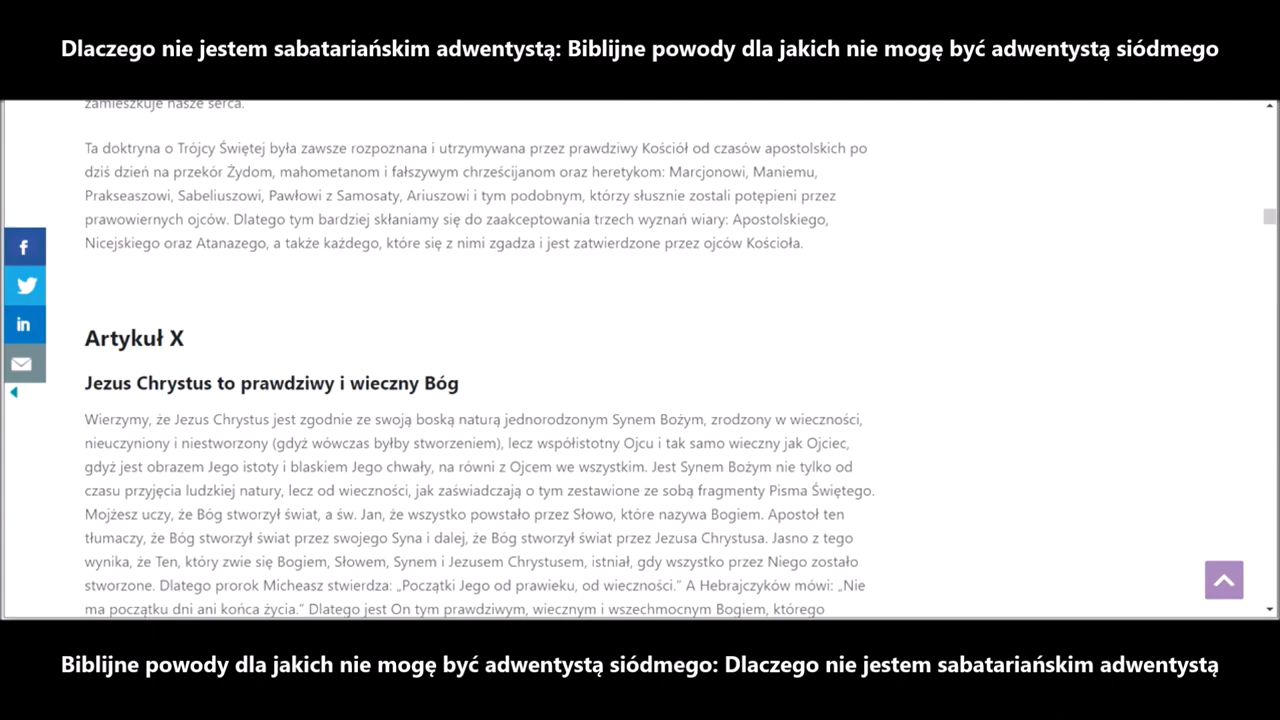 Dlaczego nie jestem sabatariańskim adwentystą: Biblijne powody dla jakich nie mogę być adwentystą siódmego
zamieszkuje nasze serca.
Ta doktryna o Trójcy Świętej była zawsze rozpoznana i utrzymywana przez prawdziwy Kościół od czasów apostolskich po
dziś dzień na przekór Żydom, mahometanom i fałszywym chrześcijanom oraz heretykom: Marcjonowi, Maniemu,
Prakseaszowi, Sabeliuszowi, Pawłowi z Samosaty, Ariuszowi i tym podobnym, którzy słusznie zostali potępieni przez
prawowiernych ojców. Dlatego tym bardziej skłaniamy się do zaakceptowania trzech wyznań wiary: Apostolskiego,
Nicejskiego oraz Atanazego, a także każdego, które się z nimi zgadza i jest zatwierdzone przez ojców Kościoła.
Artykuł X
Jezus Chrystus to prawdziwy i wieczny Bóg
Wierzymy, że Jezus Chrystus jest zgodnie ze swoją boską naturą jednorodzonym Synem Bożym, zrodzony w wieczności,
nieuczyniony i niestworzony (gdyż wówczas byłby stworzeniem), lecz współistotny Ojcu i tak samo wieczny jak Ojciec,
gdyż jest obrazem Jego istoty i blaskiem Jego chwały, na równi z Ojcem we wszystkim. Jest Synem Bożym nie tylko od
czasu przyjęcia ludzkiej natury, lecz od wieczności, jak zaświadczają o tym zestawione ze sobą fragmenty Pisma Świętego.
Mojżesz uczy, że Bóg stworzył świat, a św. Jan, że wszystko powstało przez Słowo, które nazywa Bogiem. Apostoł ten
tłumaczy, że Bóg stworzył świat przez swojego Syna i dalej, że Bóg stworzył świat przez Jezusa Chrystusa. Jasno z tego
wynika, że Ten, który zwie się Bogiem, Słowem, Synem i Jezusem Chrystusem, istniał, gdy wszystko przez Niego zostało
stworzone. Dlatego prorok Micheasz stwierdza: „Początki Jego od prawieku, od wieczności.” A Hebrajczyków mówi: „Nie
ma początku dni ani końca życia.” Dlatego jest On tym prawdziwym, wiecznym i wszechmocnym Bogiem, którego
Biblijne powody dla jakich nie mogę być adwentystą siódmego: Dlaczego nie jestem sabatariańskim adwentystą